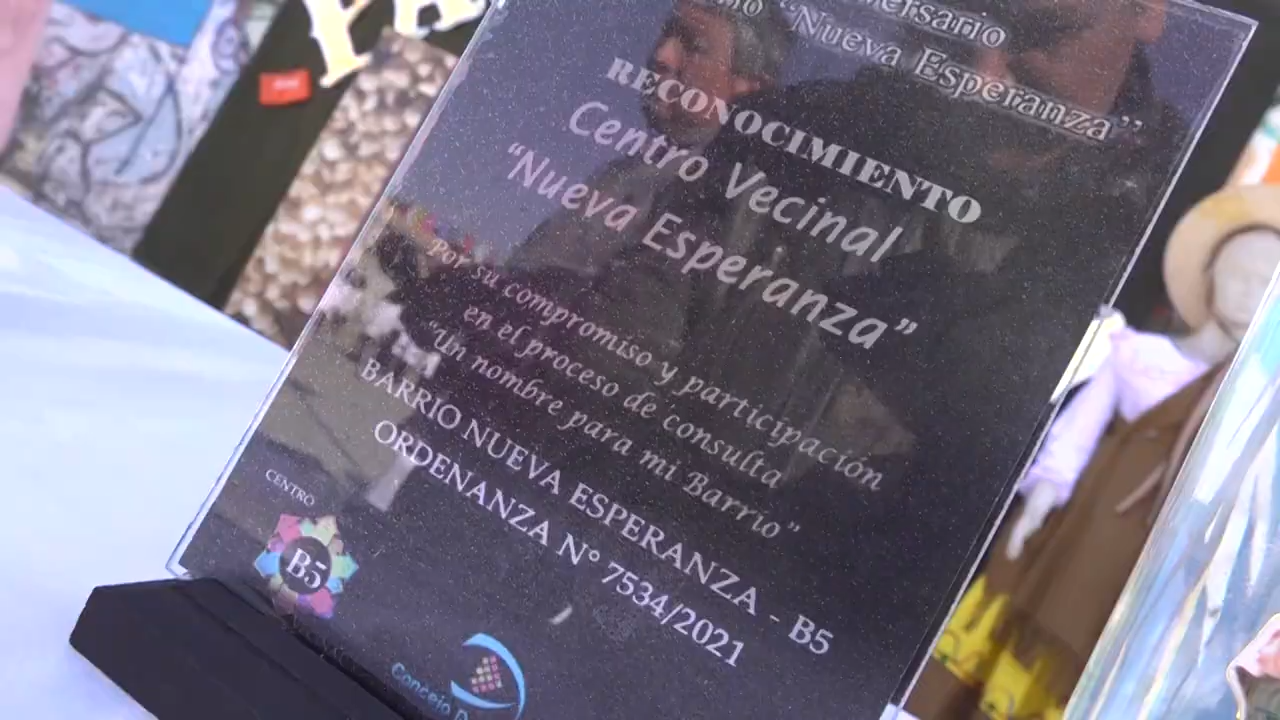 "Nueva Esperanza"
RECONOCIMIENTO
Centro Vecinal
"Nueva Esperanza"
Por su compromiso y participación
en el proceso de consulta
"Un nombre para mi Barrio"
BARRIO NUEVA ESPERANZA - B5
ORDENANZA N° 7534/2021
CENTRO
B5
Concejo